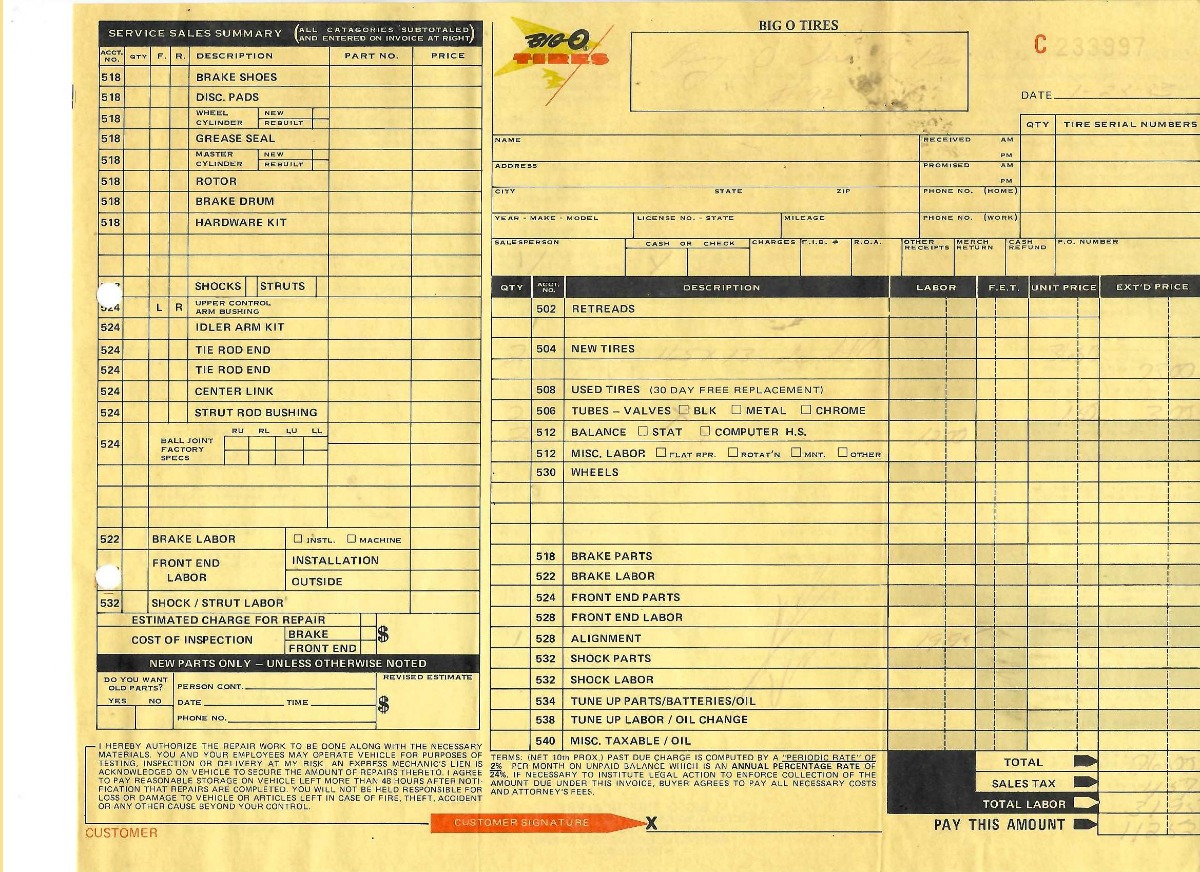 SERVICE SALES SUMMARY (ALL CATAGORIES SUBTOTALED AND ENTERED ON INVOICE AT RIGHT)
ACCT. NO. QTY F. R. DESCRIPTION PART NO. PRICE
518 BRAKE SHOES
518 DISC. PADS
518 WHEEL CYLINDER NEW REBUILT
518 GREASE SEAL
518 MASTER CYLINDER NEW REBUILT
518 ROTOR
518 BRAKE DRUM
518 HARDWARE KIT
SHOCKS STRUTS
524 L R UPPER CONTROL ARM BUSHING
524 IDLER ARM KIT
524 TIE ROD END
524 TIE ROD END
524 CENTER LINK
524 STRUT ROD BUSHING
RU RL LU LL
524 BALL JOINT FACTORY SPECS
522 BRAKE LABOR INSTL. MACHINE
FRONT END LABOR INSTALLATION
OUTSIDE
532 SHOCK / STRUT LABOR
ESTIMATED CHARGE FOR REPAIR
COST OF INSPECTION BRAKE $
FRONT END
NEW PARTS ONLY – UNLESS OTHERWISE NOTED
DO YOU WANT OLD PARTS? YES NO
PERSON CONT.
DATE TIME
PHONE NO.
REVISED ESTIMATE
$
I HEREBY AUTHORIZE THE REPAIR WORK TO BE DONE ALONG WITH THE NECESSARY
MATERIALS. YOU AND YOUR EMPLOYEES MAY OPERATE VEHICLE FOR PURPOSES OF
TESTING, INSPECTION OR DELIVERY AT MY RISK. AN EXPRESS MECHANIC'S LIEN IS
ACKNOWLEDGED ON VEHICLE TO SECURE THE AMOUNT OF REPAIRS THERETO. I AGREE
TO PAY REASONABLE STORAGE ON VEHICLE LEFT MORE THAN 48 HOURS AFTER NOTI-
FICATION THAT REPAIRS ARE COMPLETED. YOU WILL NOT BE HELD RESPONSIBLE FOR
LOSS OR DAMAGE TO VEHICLE OR ARTICLES LEFT IN CASE OF FIRE, THEFT, ACCIDENT
OR ANY OTHER CAUSE BEYOND YOUR CONTROL.
CUSTOMER
CUSTOMER SIGNATURE X
BIG-O TIRES
BIG O TIRES
C 233997
DATE
QTY TIRE SERIAL NUMBERS
NAME RECEIVED AM PM
ADDRESS PROMISED AM PM
CITY STATE ZIP PHONE NO. (HOME)
YEAR - MAKE - MODEL LICENSE NO. - STATE MILEAGE PHONE NO. (WORK)
SALESPERSON CASH OR CHECK CHARGES F.I.B. # R.O.A. OTHER RECEIPTS MERCH RETURN CASH REFUND P.O. NUMBER
QTY ACCT. NO. DESCRIPTION LABOR F.E.T. UNIT PRICE EXT'D PRICE
502 RETREADS
504 NEW TIRES
508 USED TIRES (30 DAY FREE REPLACEMENT)
506 TUBES – VALVES BLK METAL CHROME
512 BALANCE STAT COMPUTER H.S.
512 MISC. LABOR FLAT RPR. ROTAT'N MNT. OTHER
530 WHEELS
518 BRAKE PARTS
522 BRAKE LABOR
524 FRONT END PARTS
528 FRONT END LABOR
528 ALIGNMENT
532 SHOCK PARTS
532 SHOCK LABOR
534 TUNE UP PARTS/BATTERIES/OIL
538 TUNE UP LABOR / OIL CHANGE
540 MISC. TAXABLE / OIL
TERMS: (NET 10th PROX.) PAST DUE CHARGE IS COMPUTED BY A "PERIODIC RATE" OF
2% PER MONTH ON UNPAID BALANCE WHICH IS AN ANNUAL PERCENTAGE RATE OF
24%. IF NECESSARY TO INSTITUTE LEGAL ACTION TO ENFORCE COLLECTION OF THE
AMOUNT DUE UNDER THIS INVOICE, BUYER AGREES TO PAY ALL NECESSARY COSTS
AND ATTORNEY'S FEES.
TOTAL
SALES TAX
TOTAL LABOR
PAY THIS AMOUNT